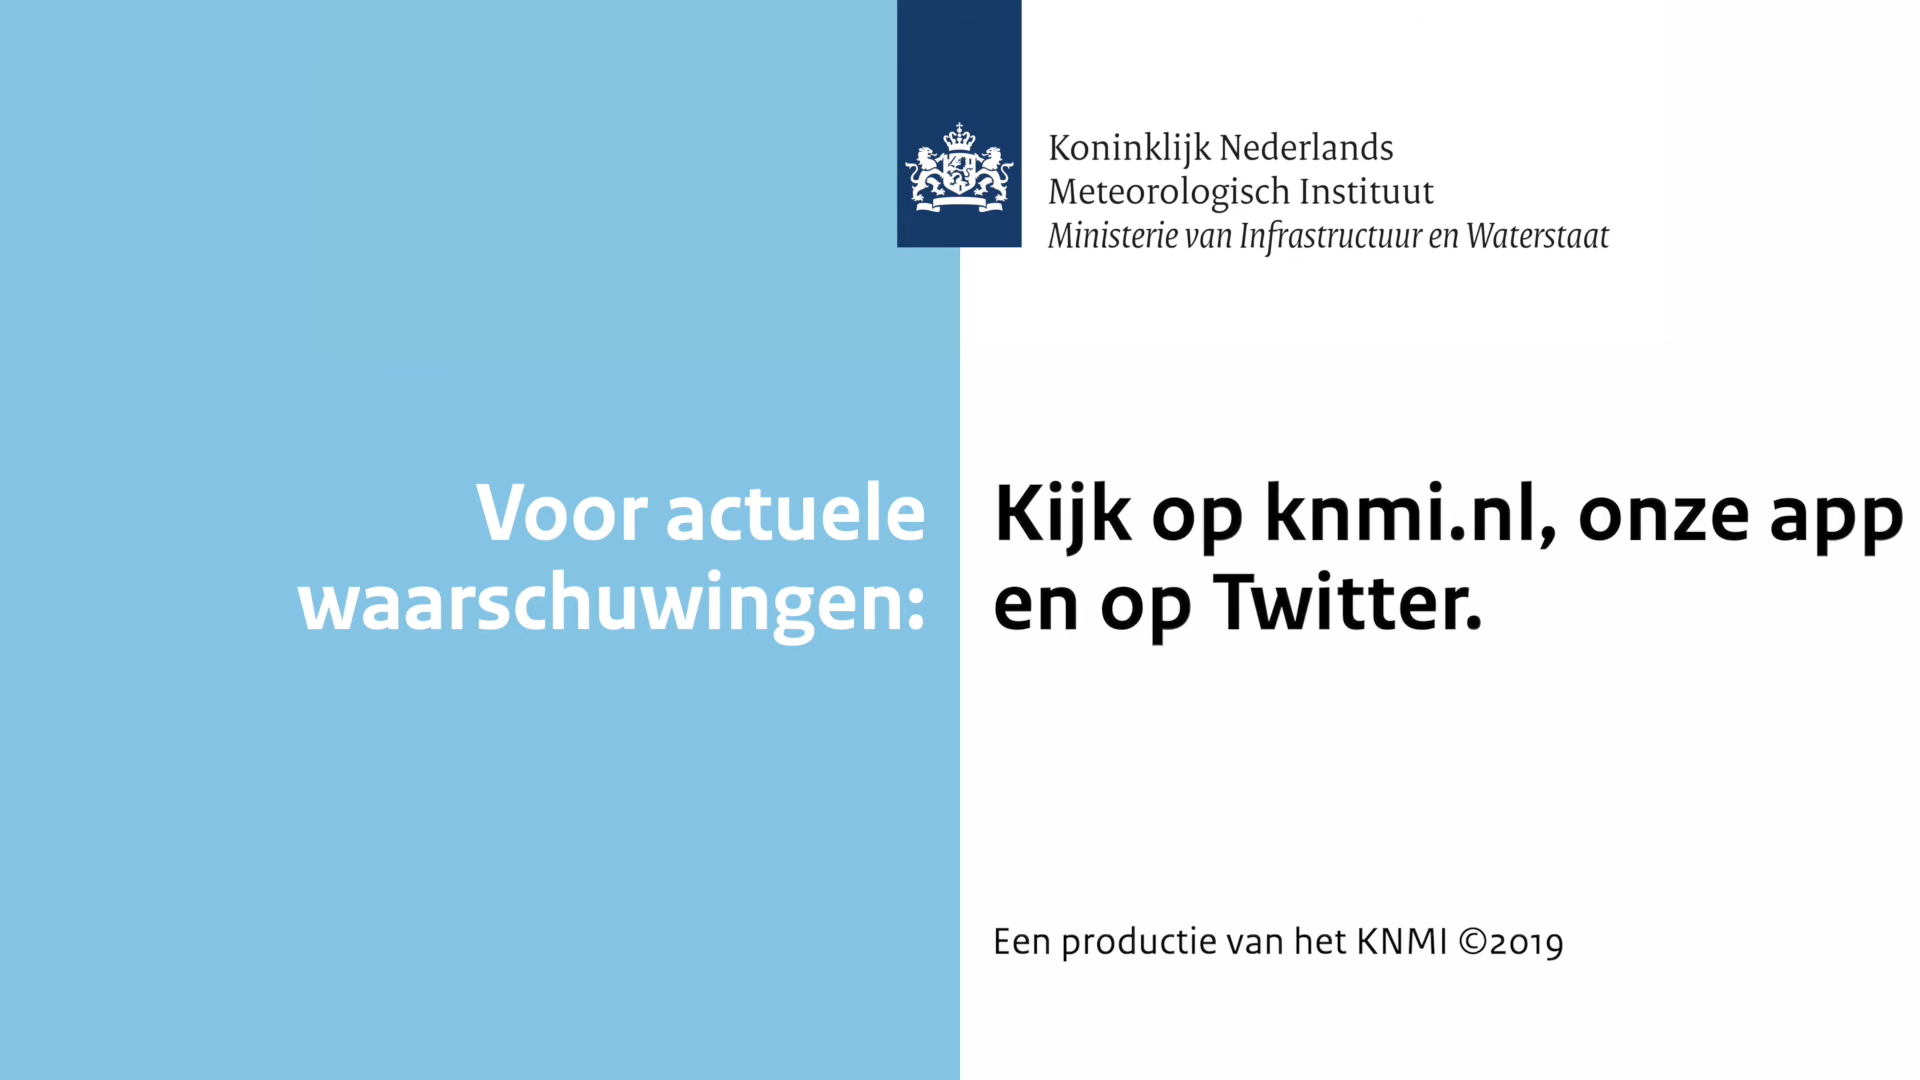 Koninklijk Nederlands
Meteorologisch Instituut
Ministerie van Infrastructuur en Waterstaat
Voor actuele
waarschuwingen:
Kijk op knmi.nl, onze app
en op Twitter.
Een productie van het KNMI ©2019